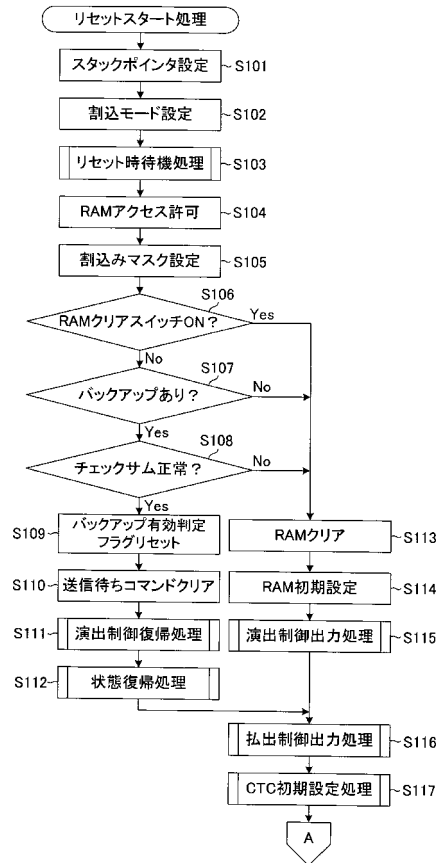 リセットスタート処理
スタックポインタ設定
S101
割込モード設定
S102
リセット時待機処理
S103
RAMアクセス許可
S104
割込みマスク設定
S105
S106
RAMクリアスイッチON？
Yes
No
S107
バックアップあり？
No
Yes
S108
チェックサム正常？
No
Yes
S109
バックアップ有効判定
フラグリセット
RAMクリア
S113
S110
送信待ちコマンドクリア
RAM初期設定
S114
S111
演出制御復帰処理
演出制御出力処理
S115
S112
状態復帰処理
払出制御出力処理
S116
CTC初期設定処理
S117
A